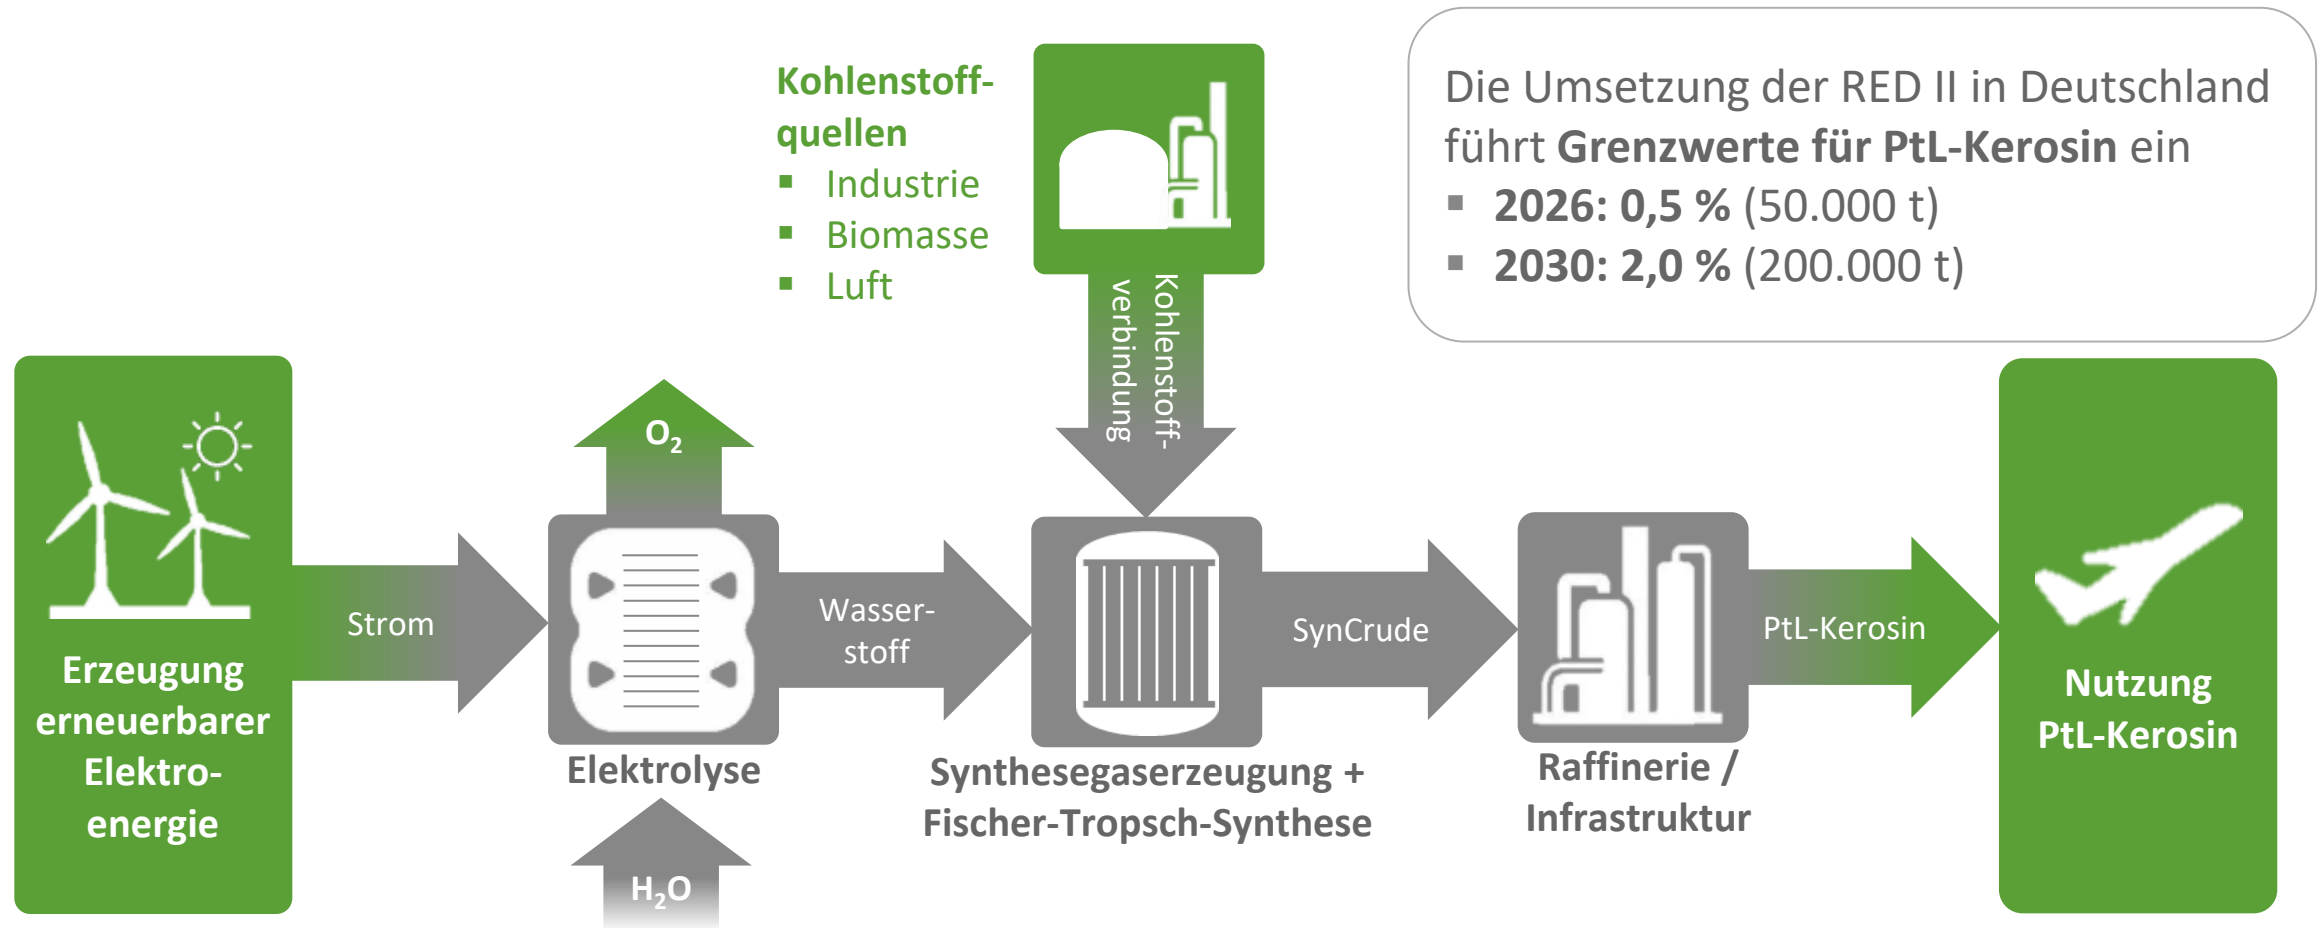 Kohlenstoff-
quellen
▪ Industrie
▪ Biomasse
▪ Luft
Die Umsetzung der RED II in Deutschland
führt Grenzwerte für PtL-Kerosin ein
▪ 2026: 0,5 % (50.000 t)
▪ 2030: 2,0 % (200.000 t)
Kohlenstoff-
verbindung
O₂
Strom
Wasser-
stoff
SynCrude
PtL-Kerosin
Erzeugung
erneuerbarer
Elektro-
energie
Elektrolyse
H₂O
Synthesegaserzeugung +
Fischer-Tropsch-Synthese
Raffinerie /
Infrastruktur
Nutzung
PtL-Kerosin